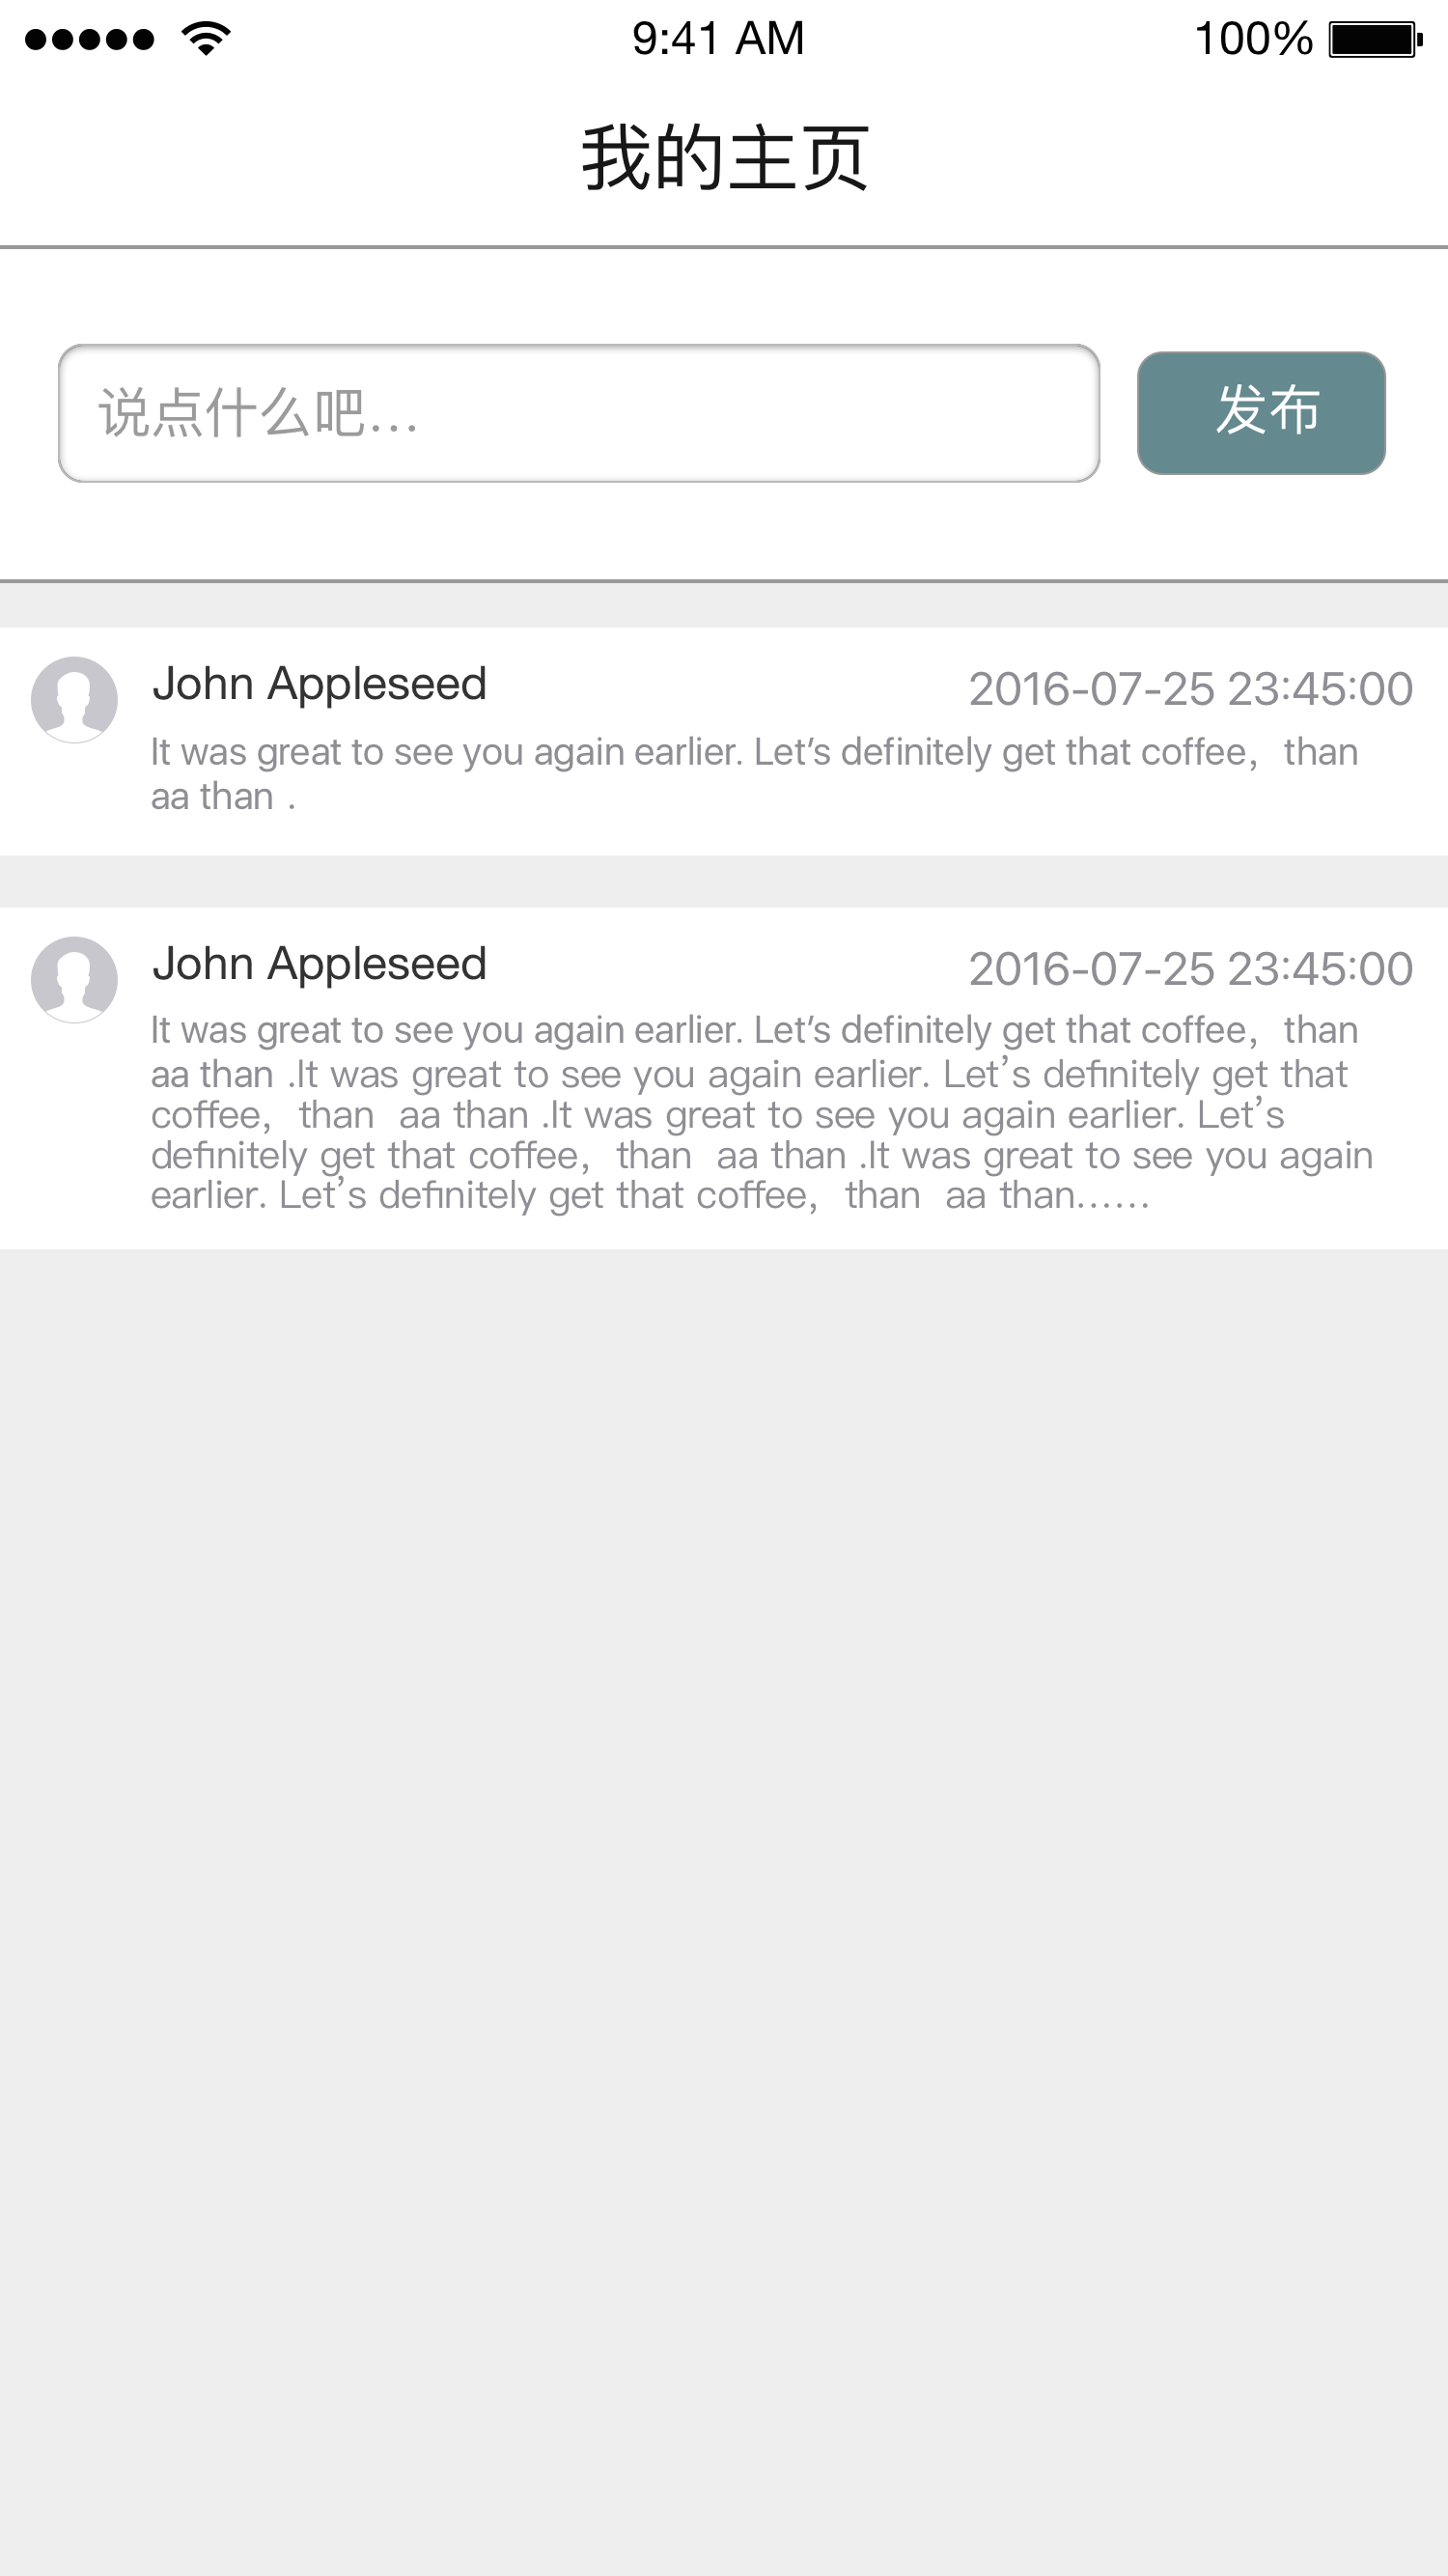 9:41 AM
100%
我的主页
说点什么吧...
发布
John Appleseed
2016-07-25 23:45:00
It was great to see you again earlier. Let's definitely get that coffee，than
aa than .
John Appleseed
2016-07-25 23:45:00
It was great to see you again earlier. Let's definitely get that coffee，than
aa than .It was great to see you again earlier. Let's definitely get that
coffee，than aa than .It was great to see you again earlier. Let's
definitely get that coffee，than aa than .It was great to see you again
earlier. Let's definitely get that coffee，than aa than......